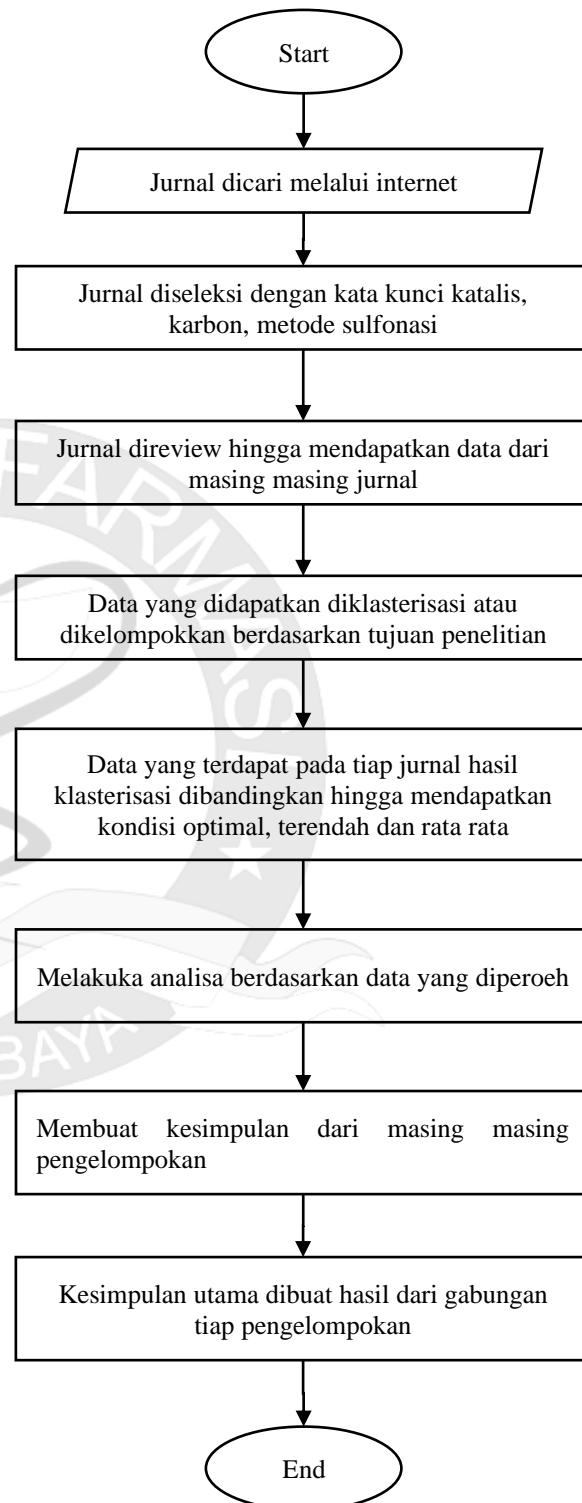 Start
Jurnal dicari melalui internet
Jurnal diseleksi dengan kata kunci katalis,
karbon, metode sulfonasi
Jurnal direview hingga mendapatkan data dari
masing masing jurnal
FARMASI
Data yang didapatkan diklasterisasi atau
dikelompokkan berdasarkan tujuan penelitian
Data yang terdapat pada tiap jurnal hasil
klasterisasi dibandingkan hingga mendapatkan
kondisi optimal, terendah dan rata rata
Melakuka analisa berdasarkan data yang diperoeh
BAYA
Membuat kesimpulan dari masing masing
pengelompokan
Kesimpulan utama dibuat hasil dari gabungan
tiap pengelompokan
End